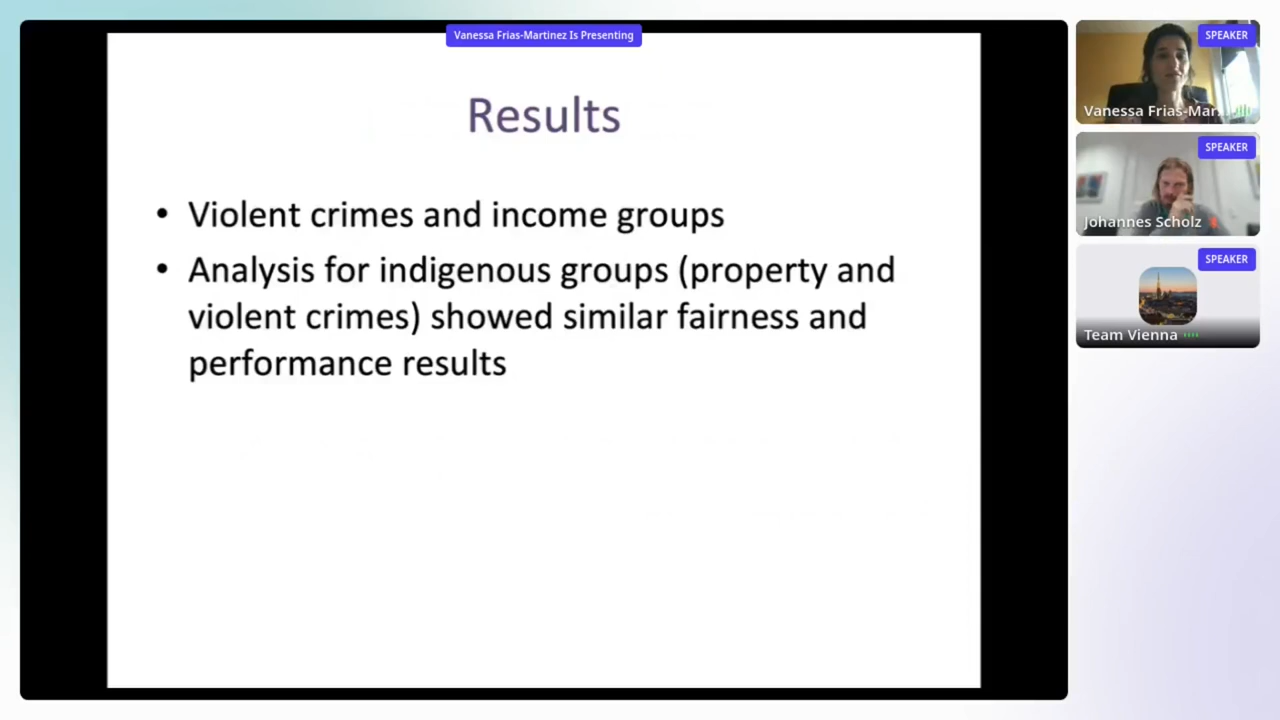 Vanessa Frias-Martinez Is Presenting
Results
• Violent crimes and income groups
• Analysis for indigenous groups (property and
violent crimes) showed similar fairness and
performance results
SPEAKER
Vanessa Frias-Mar...
SPEAKER
Johannes Scholz
SPEAKER
Team Vienna